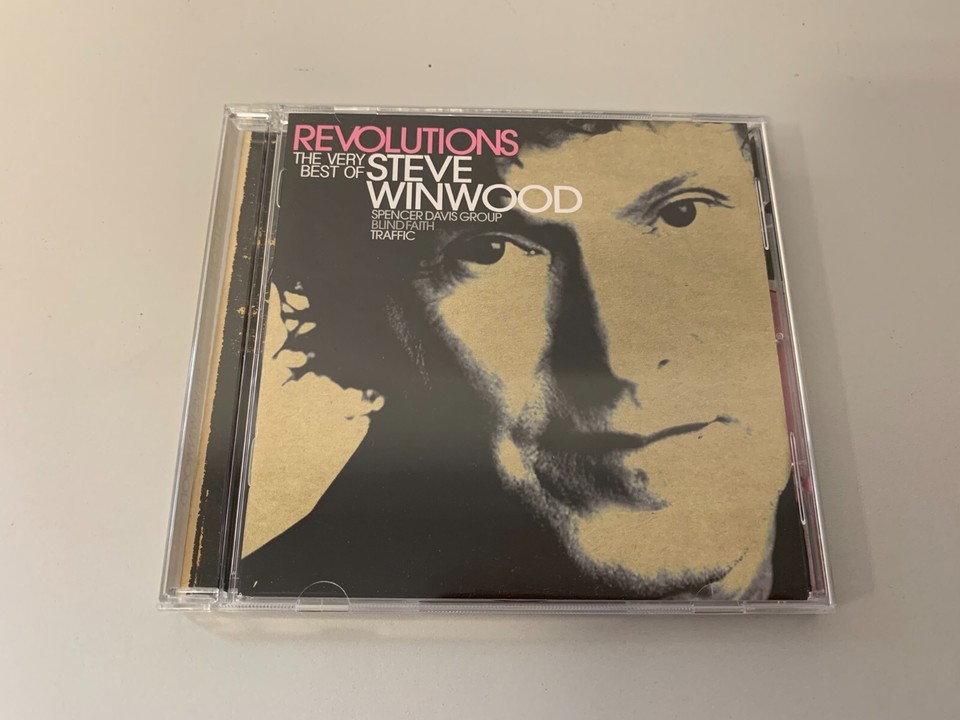 REVOLUTIONS
THE VERY
BEST OF
STEVE
WINWOOD
SPENCER DAVIS GROUP
BLIND FAITH
TRAFFIC